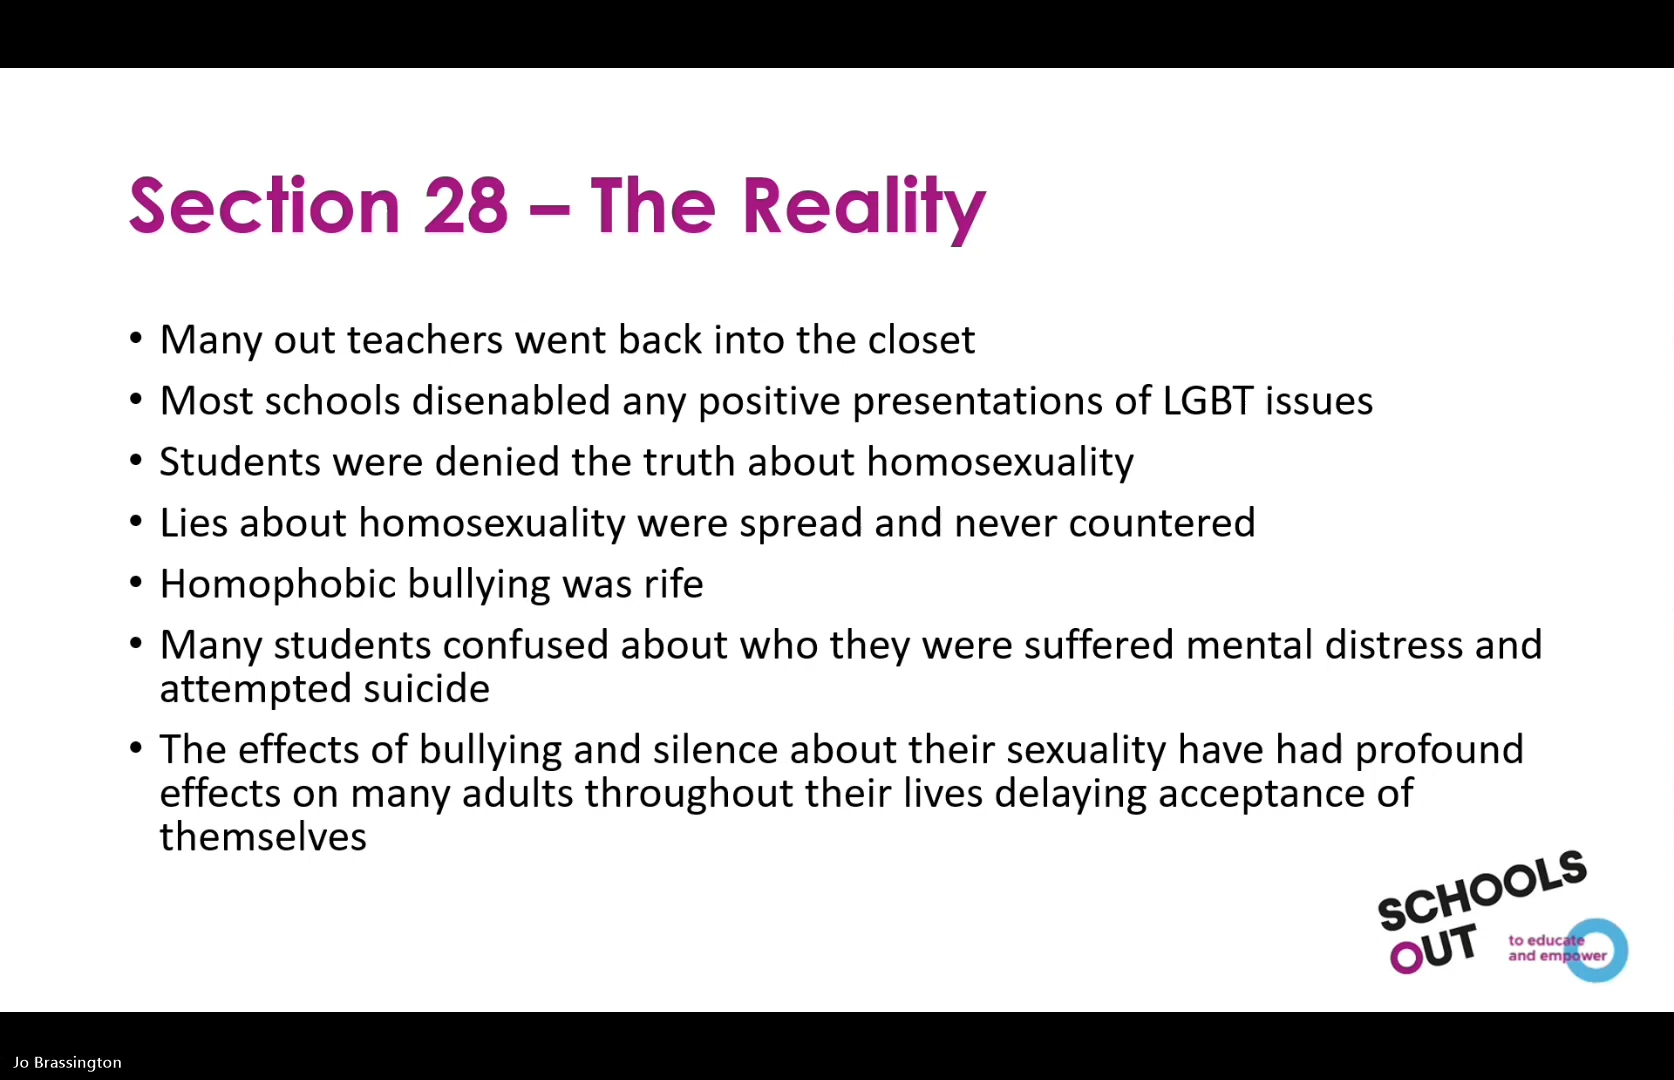 Section 28 – The Reality
• Many out teachers went back into the closet
• Most schools disenabled any positive presentations of LGBT issues
• Students were denied the truth about homosexuality
• Lies about homosexuality were spread and never countered
• Homophobic bullying was rife
• Many students confused about who they were suffered mental distress and
attempted suicide
• The effects of bullying and silence about their sexuality have had profound
effects on many adults throughout their lives delaying acceptance of
themselves
SCHOOLS
OUT
to educate
and empower
Jo Brassington